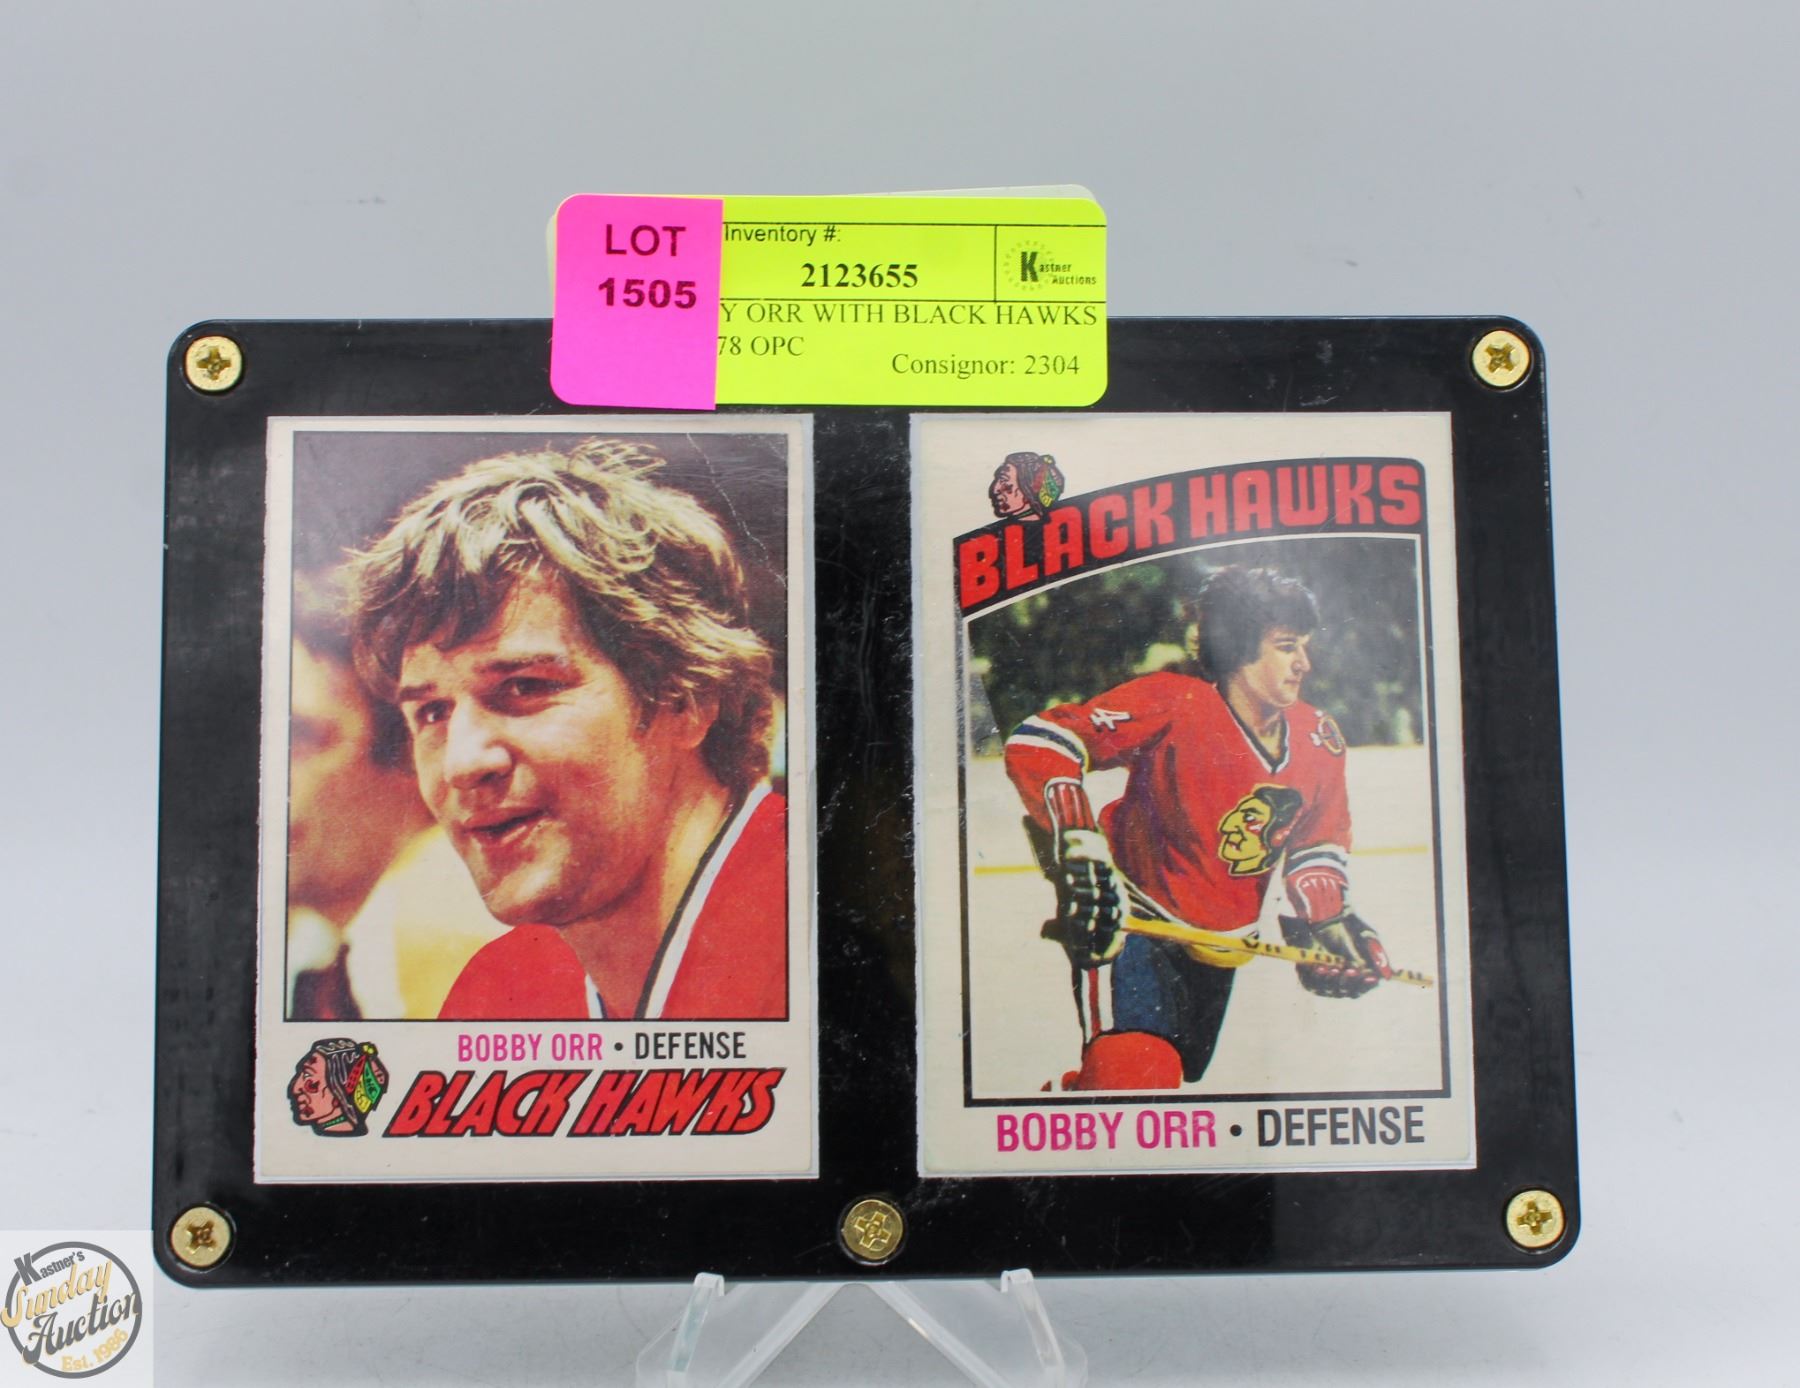 LOT
1505
Inventory #:
2123655
Kastner
Auctions
Y ORR WITH BLACK HAWKS
78 OPC
Consignor: 2304
BOBBY ORR • DEFENSE
BLACK HAWKS
BLACK HAWKS
4
BOBBY ORR • DEFENSE
Kastner's
Sunday
Auction
Est. 1986